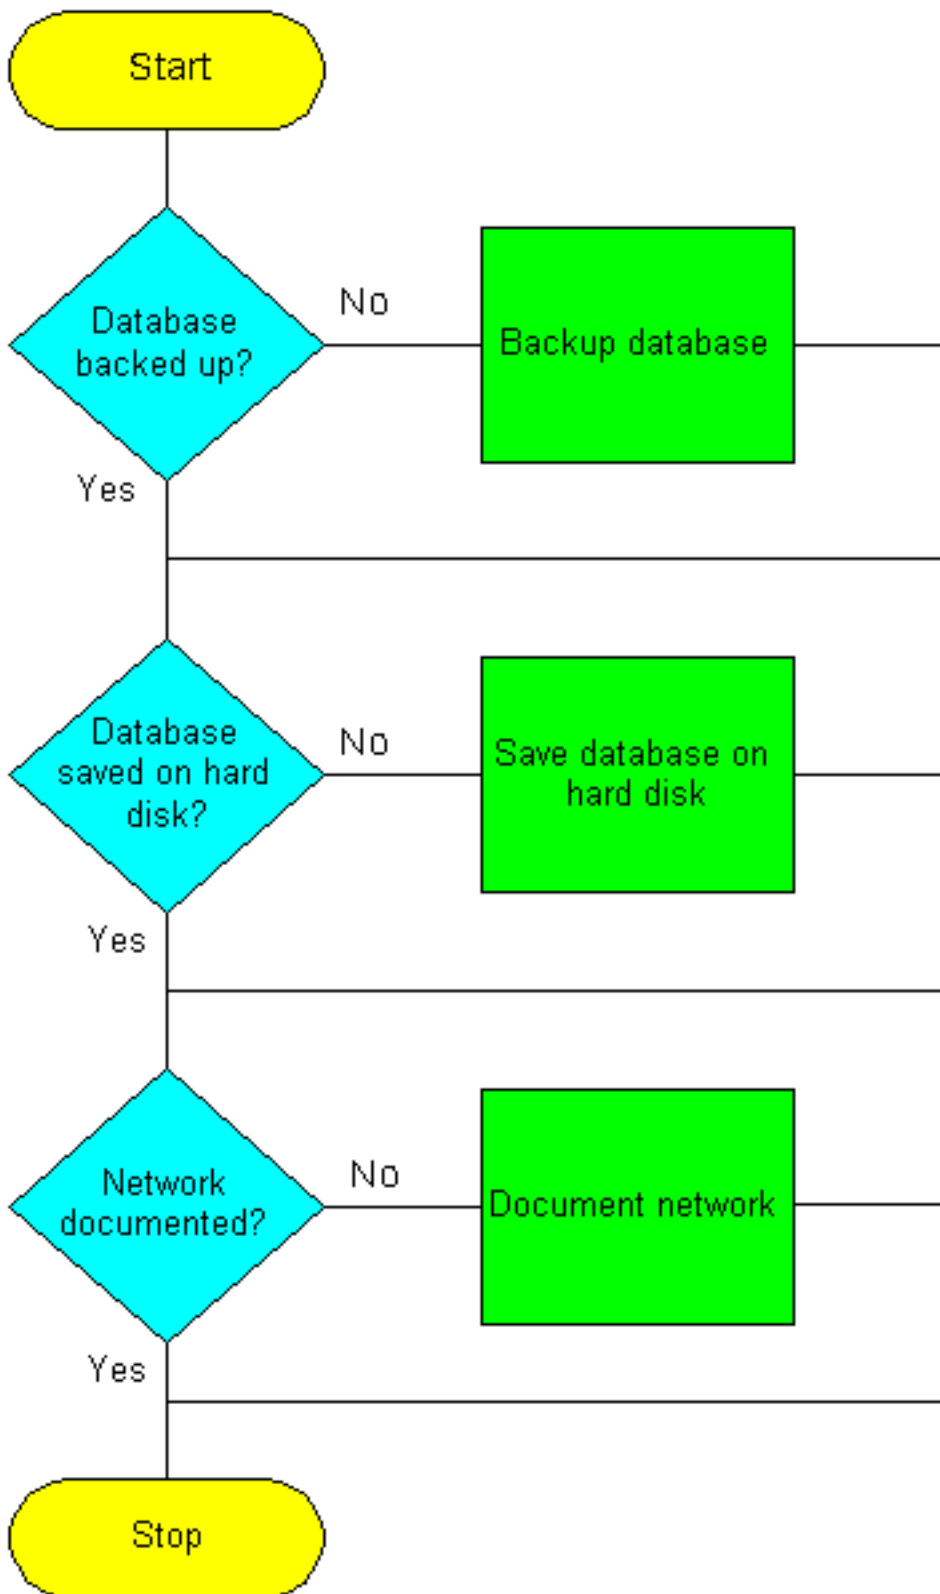 Start
Database
backed up?
No
Backup database
Yes
Database
saved on hard
disk?
No
Save database on
hard disk
Yes
Network
documented?
No
Document network
Yes
Stop